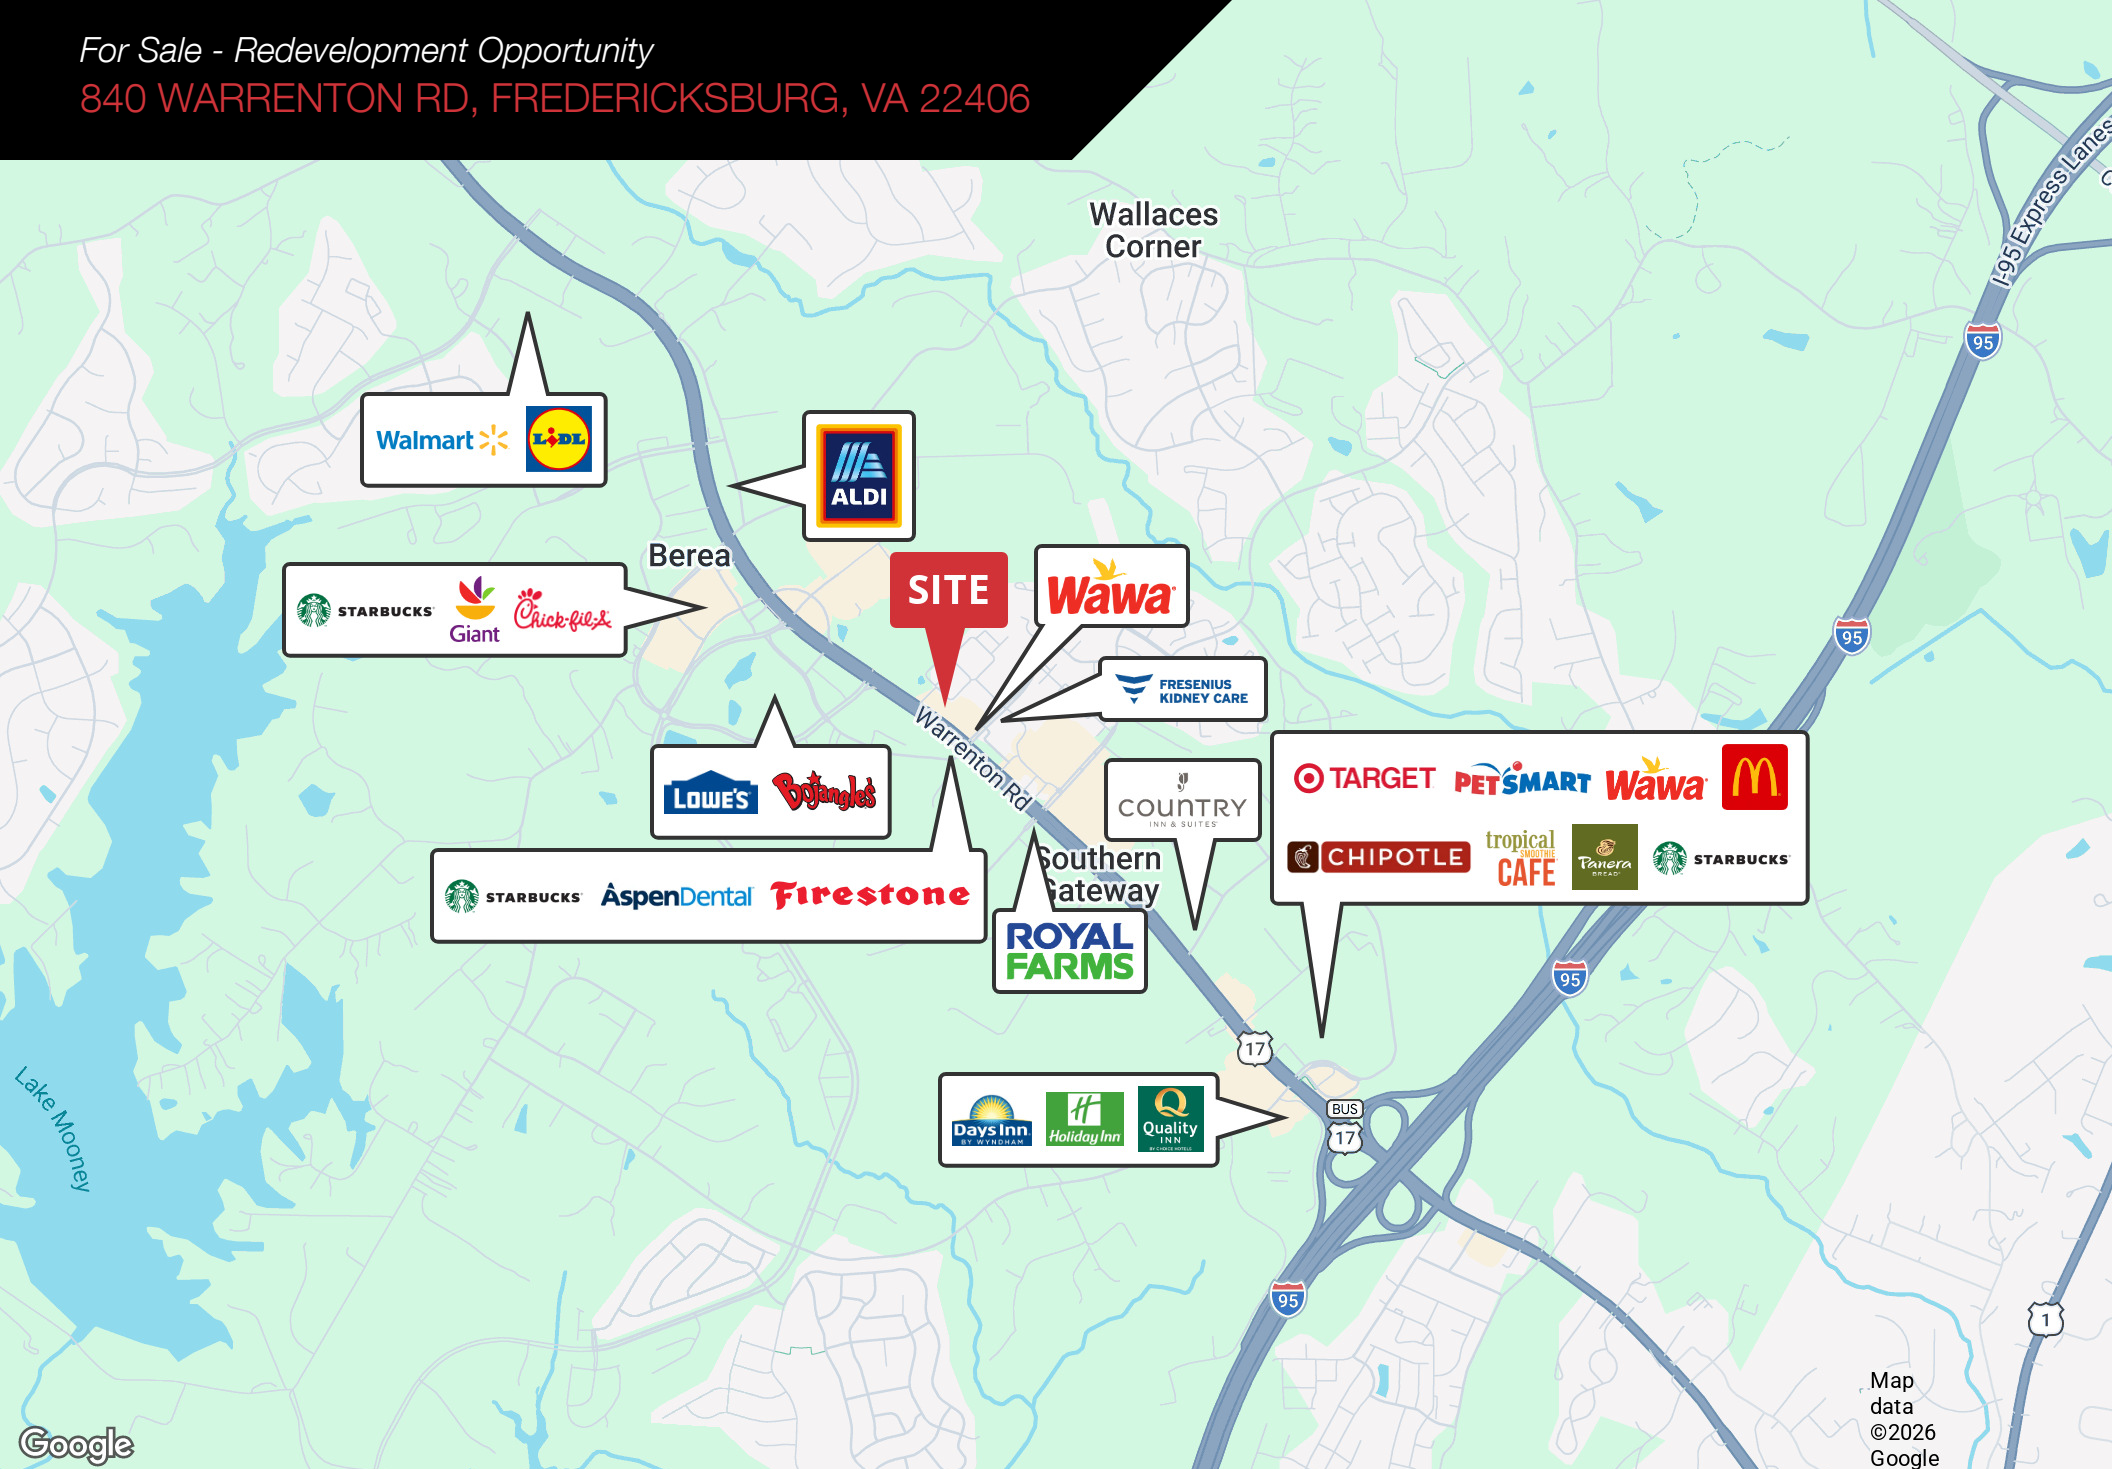 For Sale - Redevelopment Opportunity
840 WARRENTON RD, FREDERICKSBURG, VA 22406
Wallaces
Corner
I-95 Express Lanes
95
Walmart
LIDL
ALDI
Berea
SITE
Wawa
STARBUCKS
Giant
Chick-fil-A
FRESENIUS
KIDNEY CARE
95
Warrenton Rd
LOWE'S
Bojangles'
COUNTRY
INN & SUITES
TARGET
PETSMART
Wawa
CHIPOTLE
tropical
SMOOTHIE
CAFE
Panera
BREAD
STARBUCKS
Southern
Gateway
STARBUCKS
AspenDental
Firestone
ROYAL
FARMS
95
17
Lake Mooney
Days Inn
BY WYNDHAM
Holiday Inn
Q
Quality
INN
BY CHOICE HOTELS
BUS
17
95
1
Map
data
©2026
Google
Google